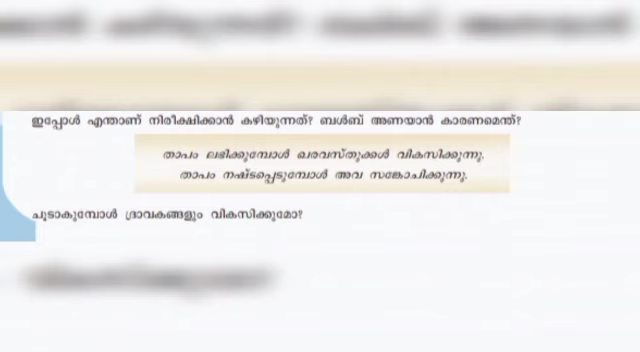 ഇപ്പോൾ എന്താണ് നിരീക്ഷിക്കാൻ കഴിയുന്നത്? ബൾബ് അണയാൻ കാരണമെന്ത്?
താപം ലഭിക്കുമ്പോൾ ഖരവസ്തുക്കൾ വികസിക്കുന്നു.
താപം നഷ്ടപ്പെടുമ്പോൾ അവ സങ്കോചിക്കുന്നു.
ചൂടാകുമ്പോൾ ദ്രാവകങ്ങളും വികസിക്കുമോ?